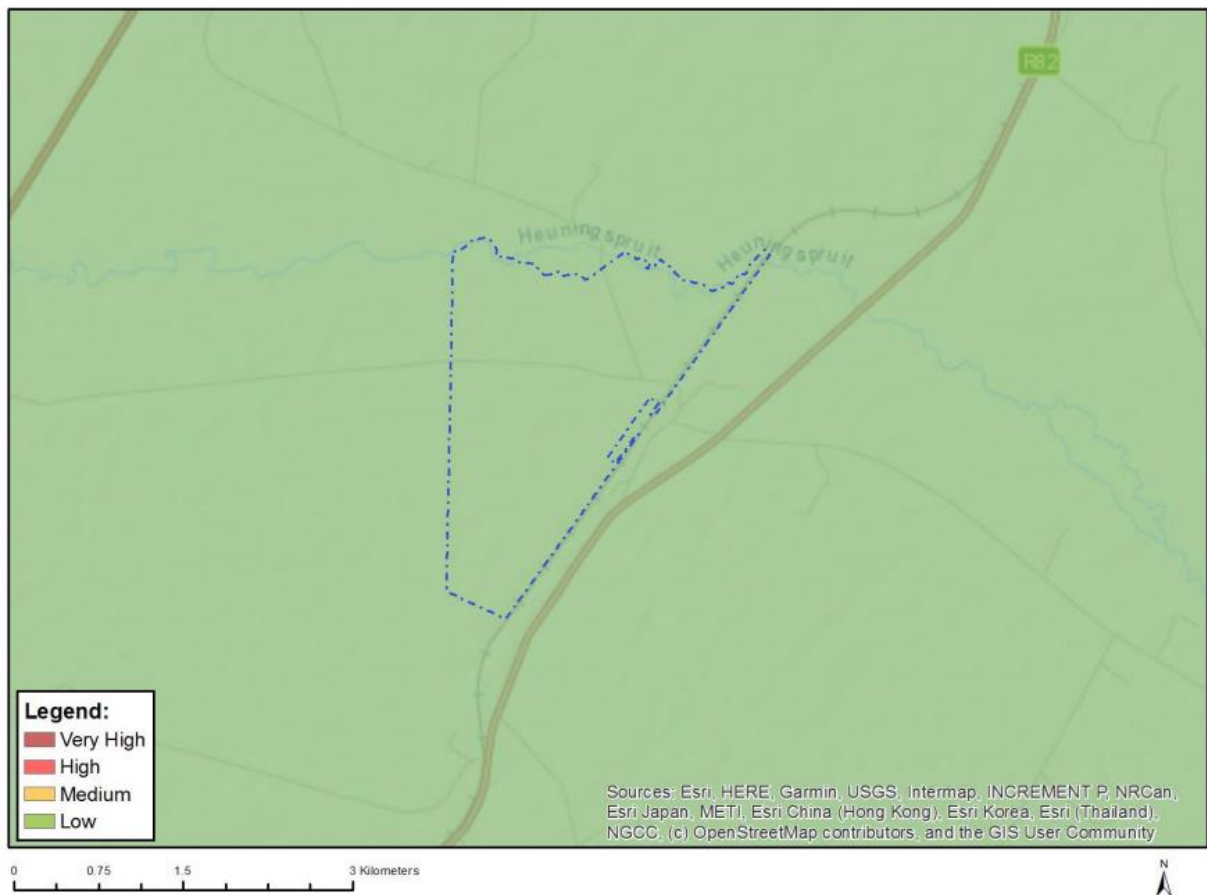 R82
Heuningspruit
Heuningspruit
Legend:
Very High
High
Medium
Low
Sources: Esri, HERE, Garmin, USGS, Intermap, INCREMENT P, NRCan,
Esri Japan, METI, Esri China (Hong Kong), Esri Korea, Esri (Thailand),
NGCC, (c) OpenStreetMap contributors, and the GIS User Community
0 0.75 1.5 3 Kilometers
N